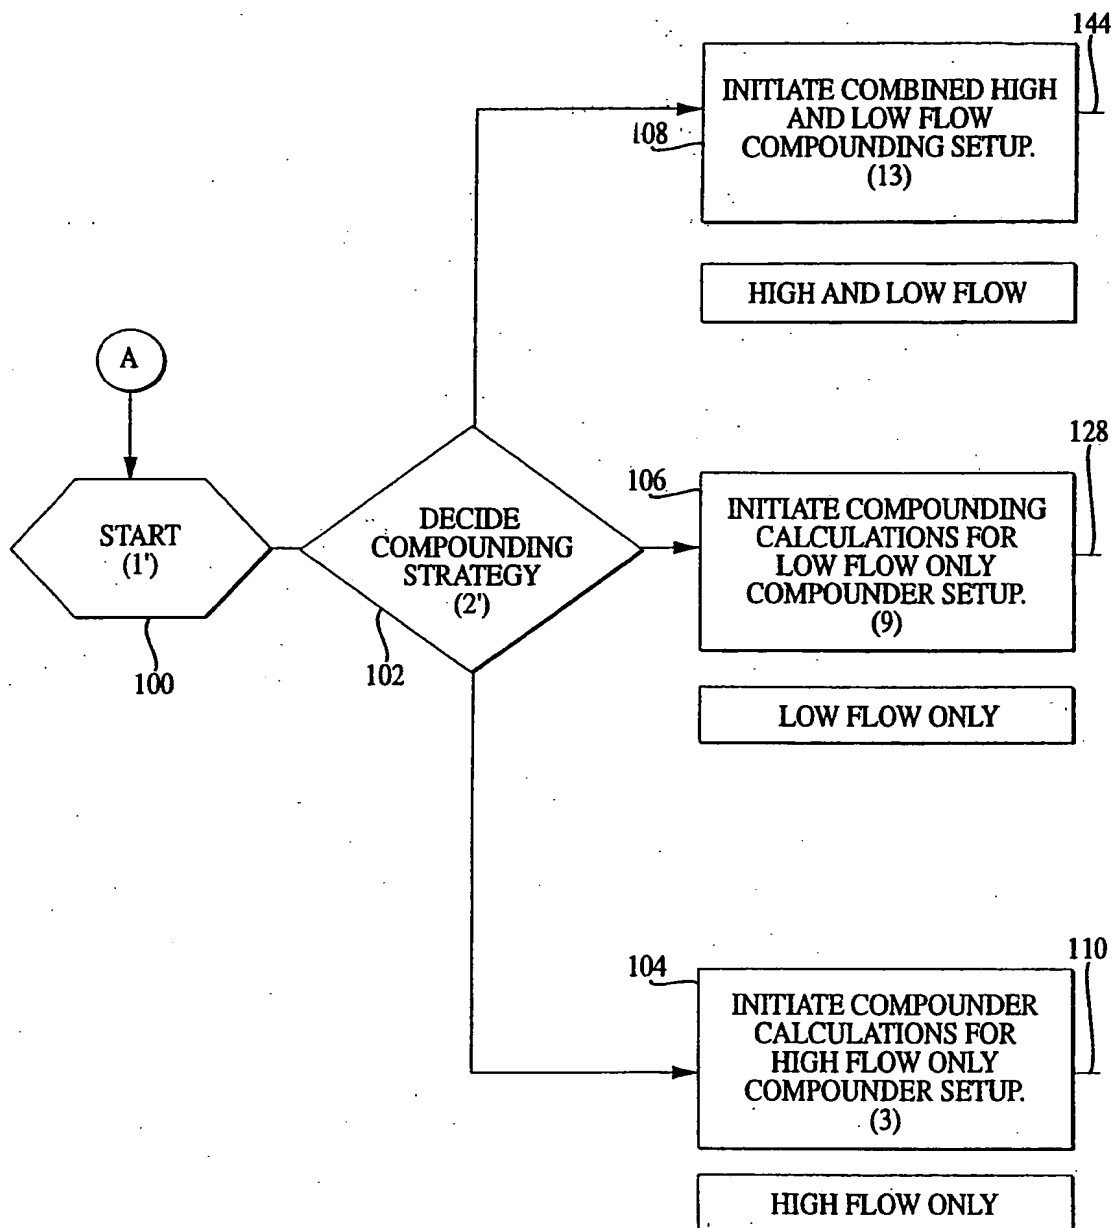 144
INITIATE COMBINED HIGH
AND LOW FLOW
COMPOUNDING SETUP.
(13)
108
HIGH AND LOW FLOW
A
START
(1')
100
DECIDE
COMPOUNDING
STRATEGY
(2')
102
128
106
INITIATE COMPOUNDING
CALCULATIONS FOR
LOW FLOW ONLY
COMPOUNDER SETUP.
(9)
LOW FLOW ONLY
110
104
INITIATE COMPOUNDER
CALCULATIONS FOR
HIGH FLOW ONLY
COMPOUNDER SETUP.
(3)
HIGH FLOW ONLY